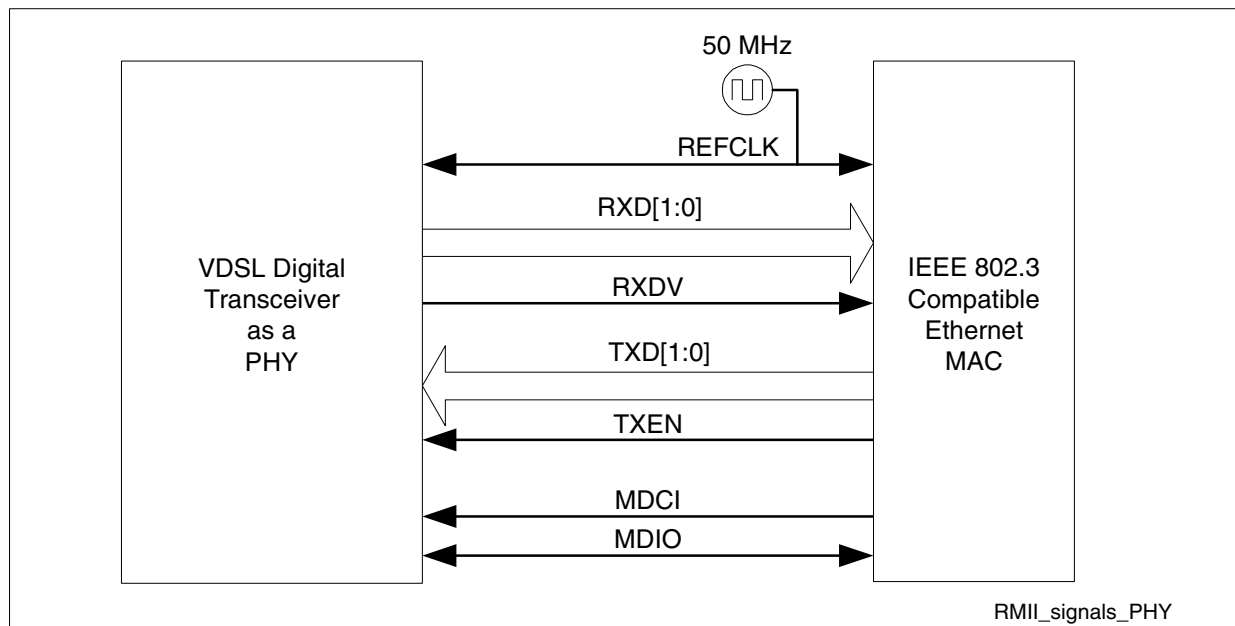 50 MHz
REFCLK
RXD[1:0]
VDSL Digital
Transceiver
as a
PHY
RXDV
IEEE 802.3
Compatible
Ethernet
MAC
TXD[1:0]
TXEN
MDCI
MDIO
RMII_signals_PHY